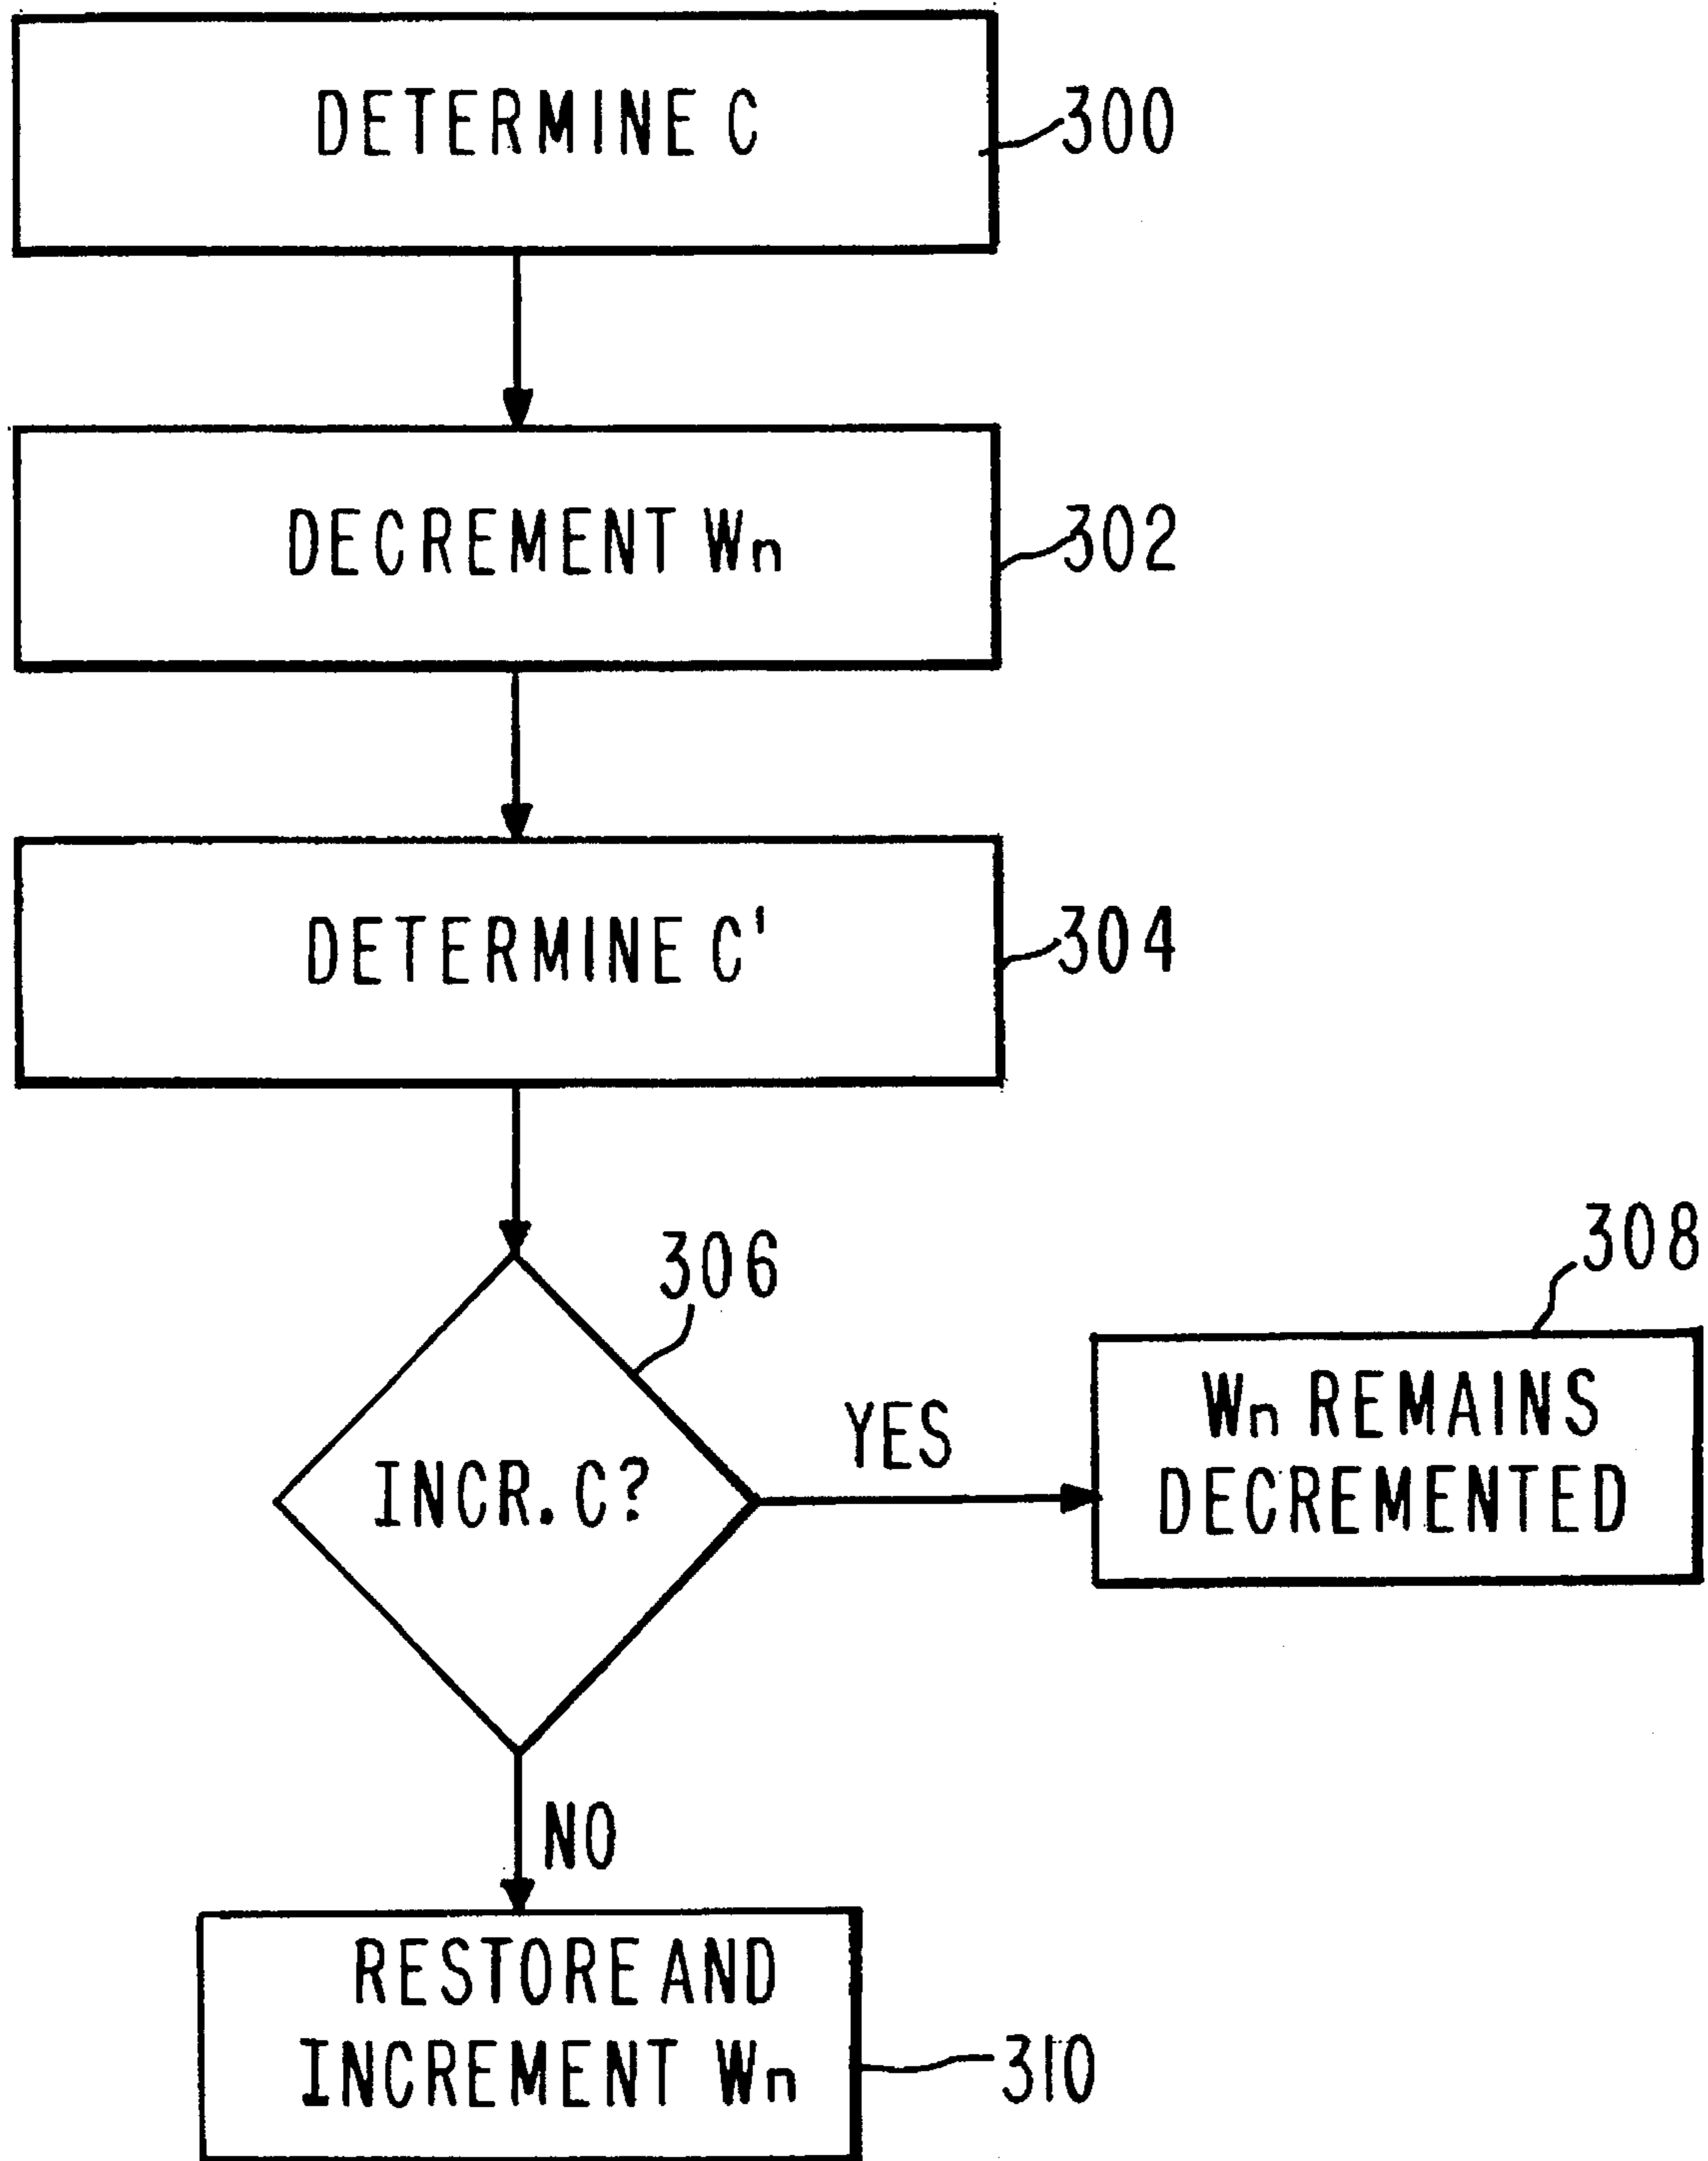 DETERMINE C
300
DECREMENT Wn
302
DETERMINE C'
304
306
INCR. C?
YES
308
Wn REMAINS
DECREMENTED
NO
RESTORE AND
INCREMENT Wn
310